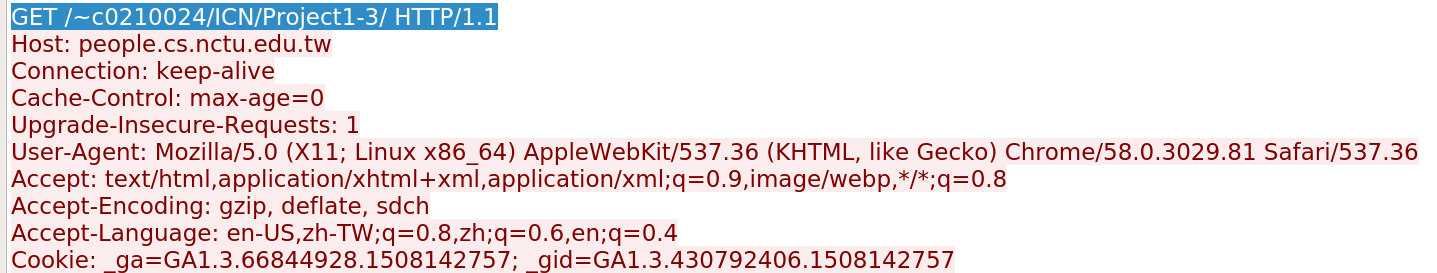 GET /~c0210024/ICN/Project1-3/ HTTP/1.1
Host: people.cs.nctu.edu.tw
Connection: keep-alive
Cache-Control: max-age=0
Upgrade-Insecure-Requests: 1
User-Agent: Mozilla/5.0 (X11; Linux x86_64) AppleWebKit/537.36 (KHTML, like Gecko) Chrome/58.0.3029.81 Safari/537.36
Accept: text/html,application/xhtml+xml,application/xml;q=0.9,image/webp,*/*;q=0.8
Accept-Encoding: gzip, deflate, sdch
Accept-Language: en-US,zh-TW;q=0.8,zh;q=0.6,en;q=0.4
Cookie: _ga=GA1.3.66844928.1508142757; _gid=GA1.3.430792406.1508142757